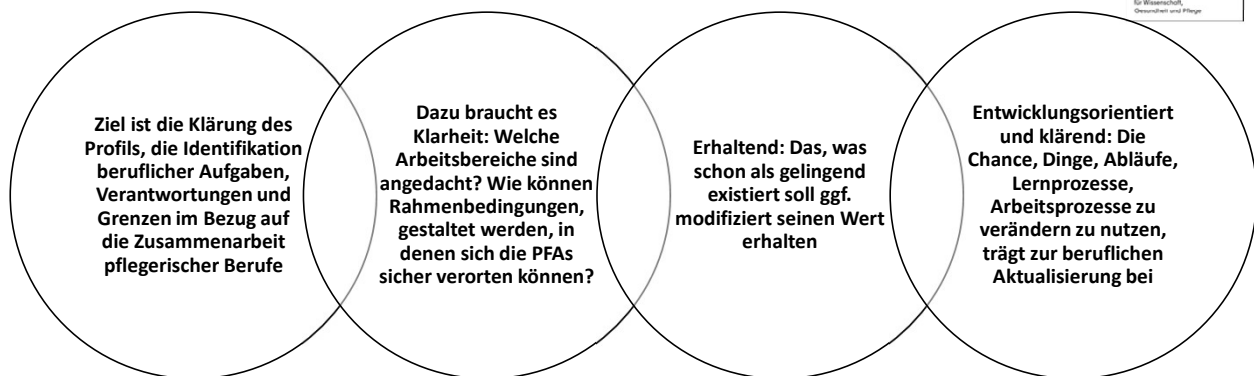 für Wissenschaft,
Gesundheit und Pflege
Ziel ist die Klärung des
Profils, die Identifikation
beruflicher Aufgaben,
Verantwortungen und
Grenzen im Bezug auf
die Zusammenarbeit
pflegerischer Berufe
Dazu braucht es
Klarheit: Welche
Arbeitsbereiche sind
angedacht? Wie können
Rahmenbedingungen,
gestaltet werden, in
denen sich die PFAs
sicher verorten können?
Erhaltend: Das, was
schon als gelingend
existiert soll ggf.
modifiziert seinen Wert
erhalten
Entwicklungsorientiert
und klärend: Die
Chance, Dinge, Abläufe,
Lernprozesse,
Arbeitsprozesse zu
verändern zu nutzen,
trägt zur beruflichen
Aktualisierung bei